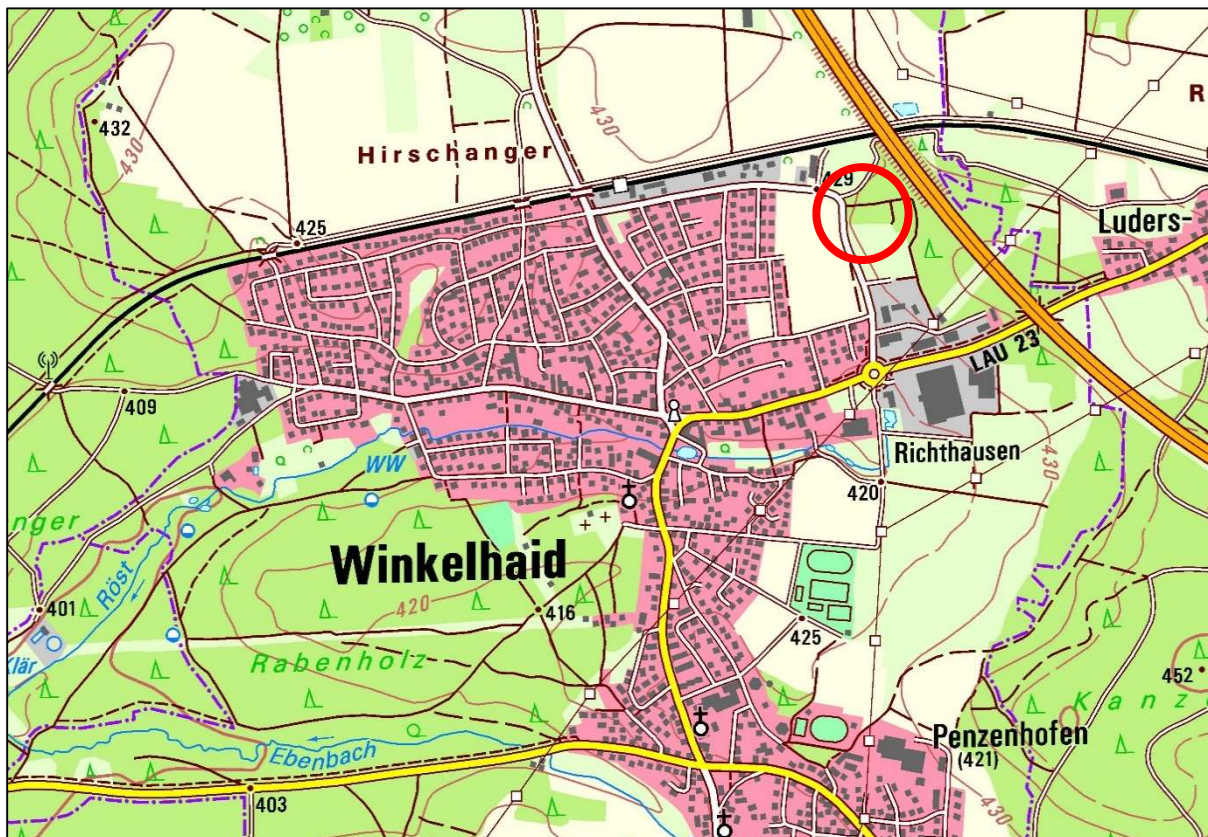 432
430
430
R
Hirschanger
429
425
Luders-
LAU 23
409
WW
Richthausen
430
420
anger
Winkelhaid
Röst
401
420
416
425
Klär
Rabenholz
452
Kanz
Penzenhofen
(421)
Ebenbach
430
403